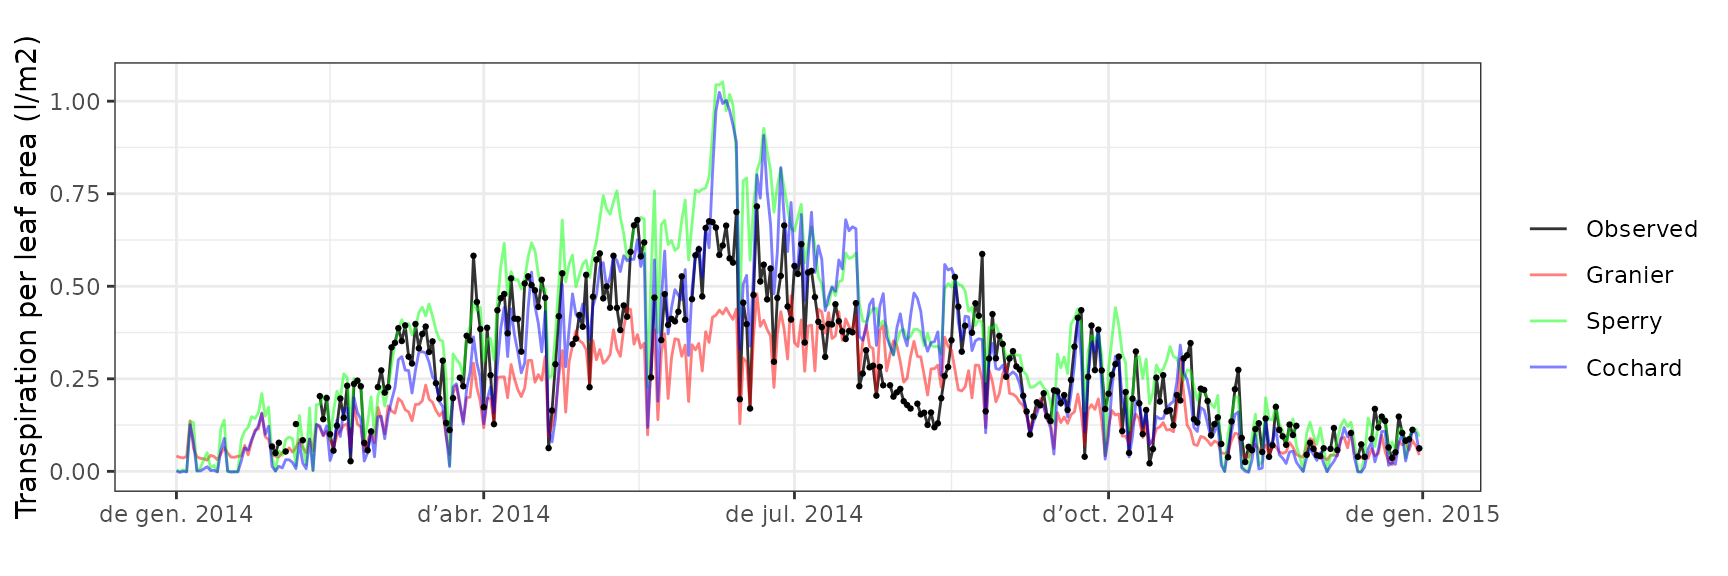 Transpiration per leaf area (l/m2)
1.00
0.75
0.50
0.25
0.00
de gen. 2014
d’abr. 2014
de jul. 2014
d’oct. 2014
de gen. 2015
Observed
Granier
Sperry
Cochard